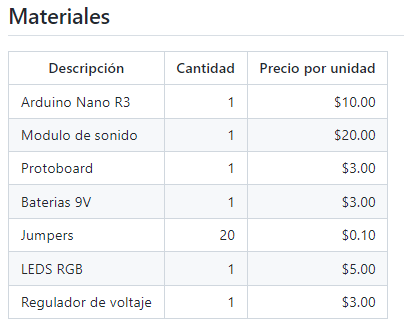 Materiales
Descripción Cantidad Precio por unidad
Arduino Nano R3 1 $10.00
Modulo de sonido 1 $20.00
Protoboard 1 $3.00
Baterias 9V 1 $3.00
Jumpers 20 $0.10
LEDS RGB 1 $5.00
Regulador de voltaje 1 $3.00